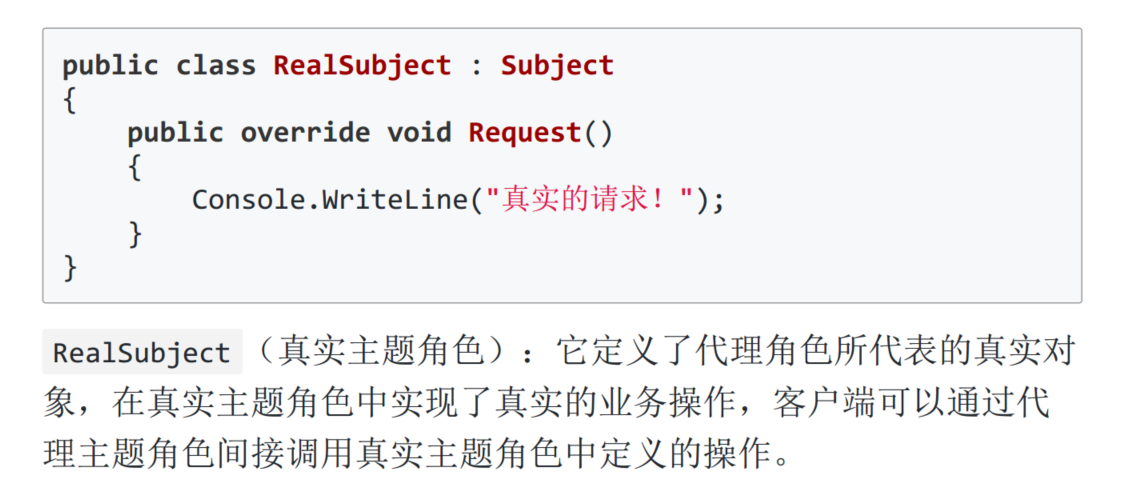 public class RealSubject : Subject
{
    public override void Request()
    {
        Console.WriteLine("真实的请求！");
    }
}
RealSubject（真实主题角色）：它定义了代理角色所代表的真实对
象，在真实主题角色中实现了真实的业务操作，客户端可以通过代
理主题角色间接调用真实主题角色中定义的操作。